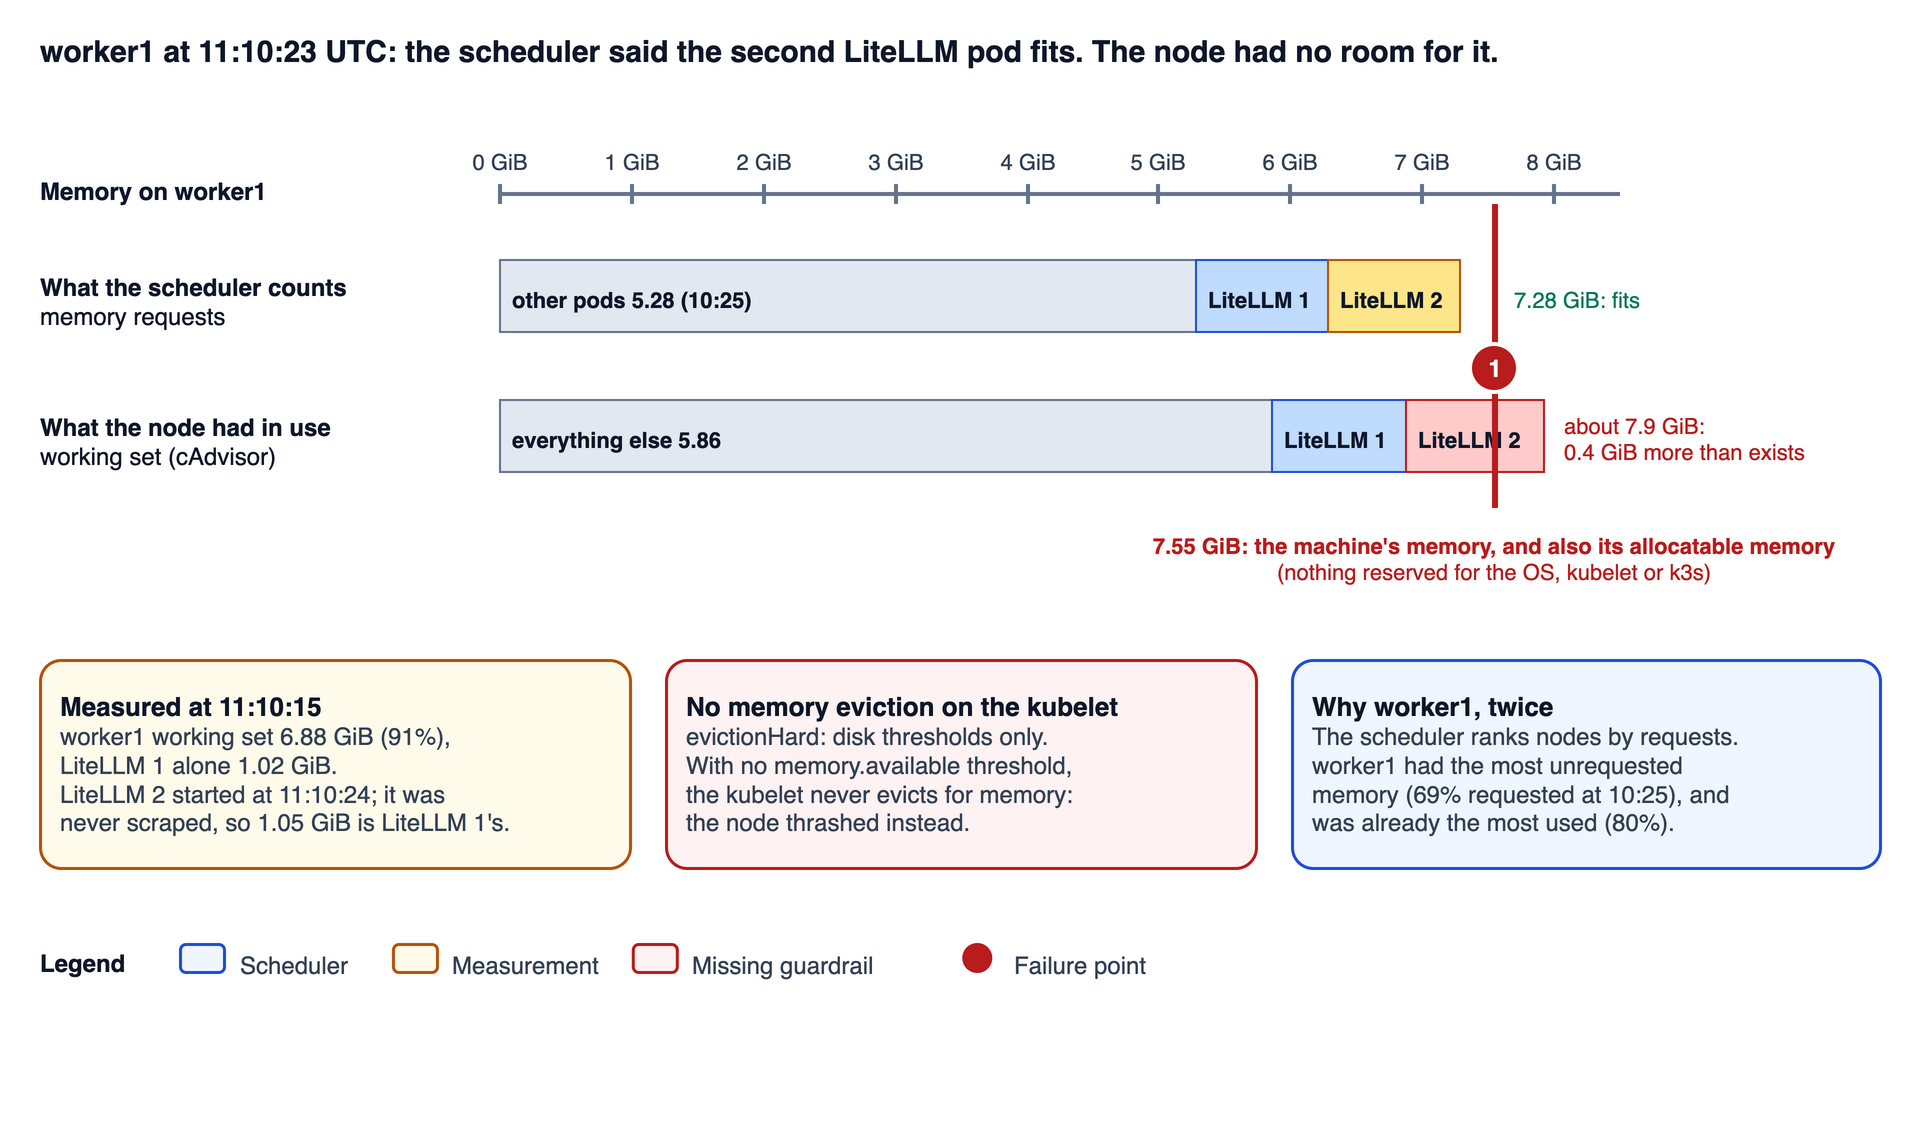 worker1 at 11:10:23 UTC: the scheduler said the second LiteLLM pod fits. The node had no room for it.
0 GiB 1 GiB 2 GiB 3 GiB 4 GiB 5 GiB 6 GiB 7 GiB 8 GiB
Memory on worker1
What the scheduler counts
memory requests
other pods 5.28 (10:25) LiteLLM 1 LiteLLM 2 7.28 GiB: fits
1
What the node had in use
working set (cAdvisor)
everything else 5.86 LiteLLM 1 LiteLLM 2
about 7.9 GiB:
0.4 GiB more than exists
7.55 GiB: the machine's memory, and also its allocatable memory
(nothing reserved for the OS, kubelet or k3s)
Measured at 11:10:15
worker1 working set 6.88 GiB (91%),
LiteLLM 1 alone 1.02 GiB.
LiteLLM 2 started at 11:10:24; it was
never scraped, so 1.05 GiB is LiteLLM 1's.
No memory eviction on the kubelet
evictionHard: disk thresholds only.
With no memory.available threshold,
the kubelet never evicts for memory:
the node thrashed instead.
Why worker1, twice
The scheduler ranks nodes by requests.
worker1 had the most unrequested
memory (69% requested at 10:25), and
was already the most used (80%).
Legend Scheduler Measurement Missing guardrail Failure point